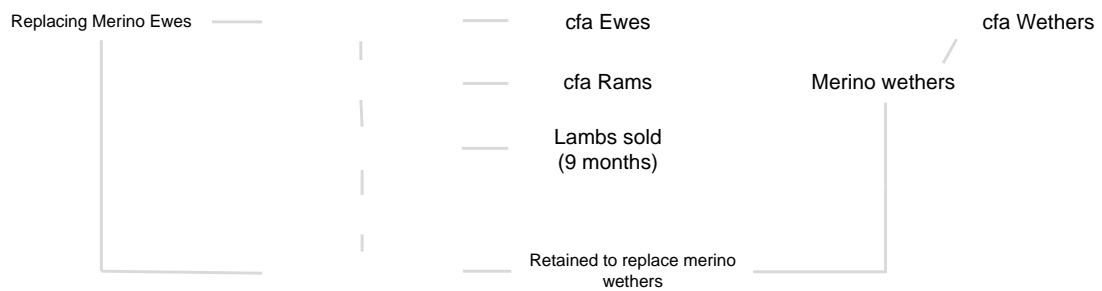 Replacing Merino Ewes
cfa Ewes
cfa Wethers
cfa Rams
Merino wethers
Lambs sold
(9 months)
Retained to replace merino
wethers